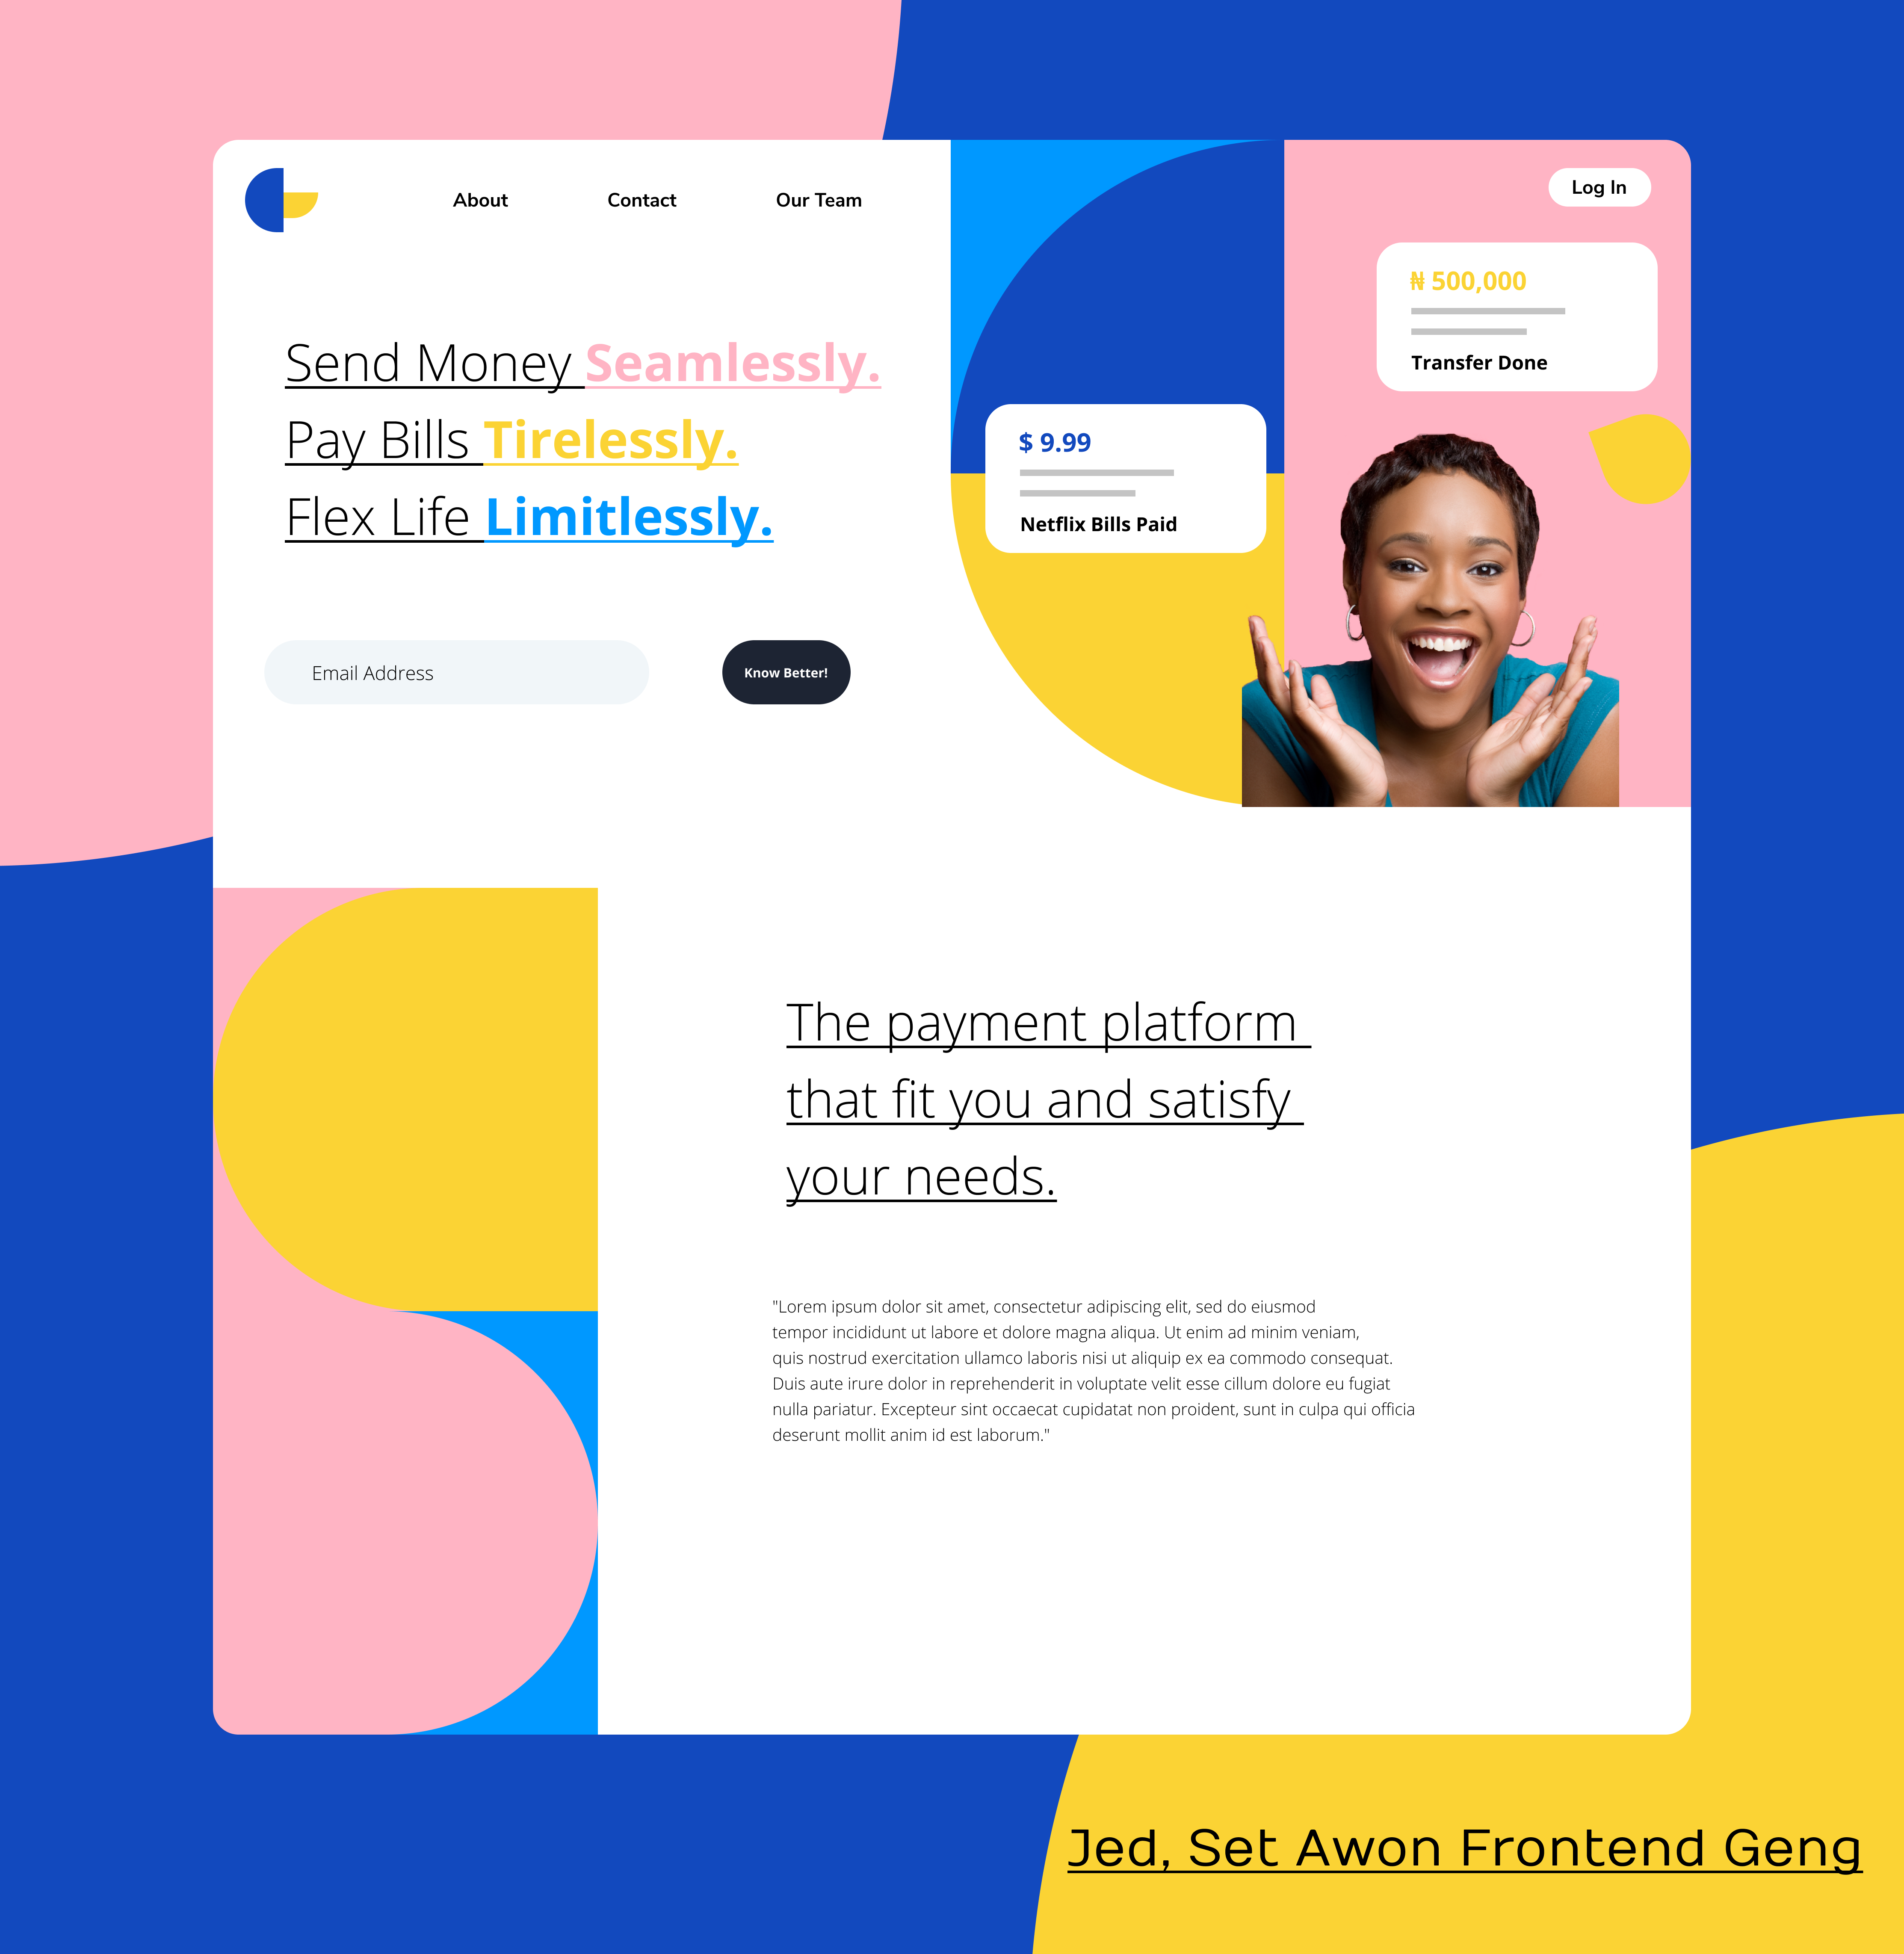 About Contact Our Team
Log In
Send Money Seamlessly.
Pay Bills Tirelessly.
Flex Life Limitlessly.
Email Address
Know Better!
₦ 500,000
Transfer Done
$ 9.99
Netflix Bills Paid
The payment platform
that fit you and satisfy
your needs.
"Lorem ipsum dolor sit amet, consectetur adipiscing elit, sed do eiusmod
tempor incididunt ut labore et dolore magna aliqua. Ut enim ad minim veniam,
quis nostrud exercitation ullamco laboris nisi ut aliquip ex ea commodo consequat.
Duis aute irure dolor in reprehenderit in voluptate velit esse cillum dolore eu fugiat
nulla pariatur. Excepteur sint occaecat cupidatat non proident, sunt in culpa qui officia
deserunt mollit anim id est laborum."
Jed, Set Awon Frontend Geng